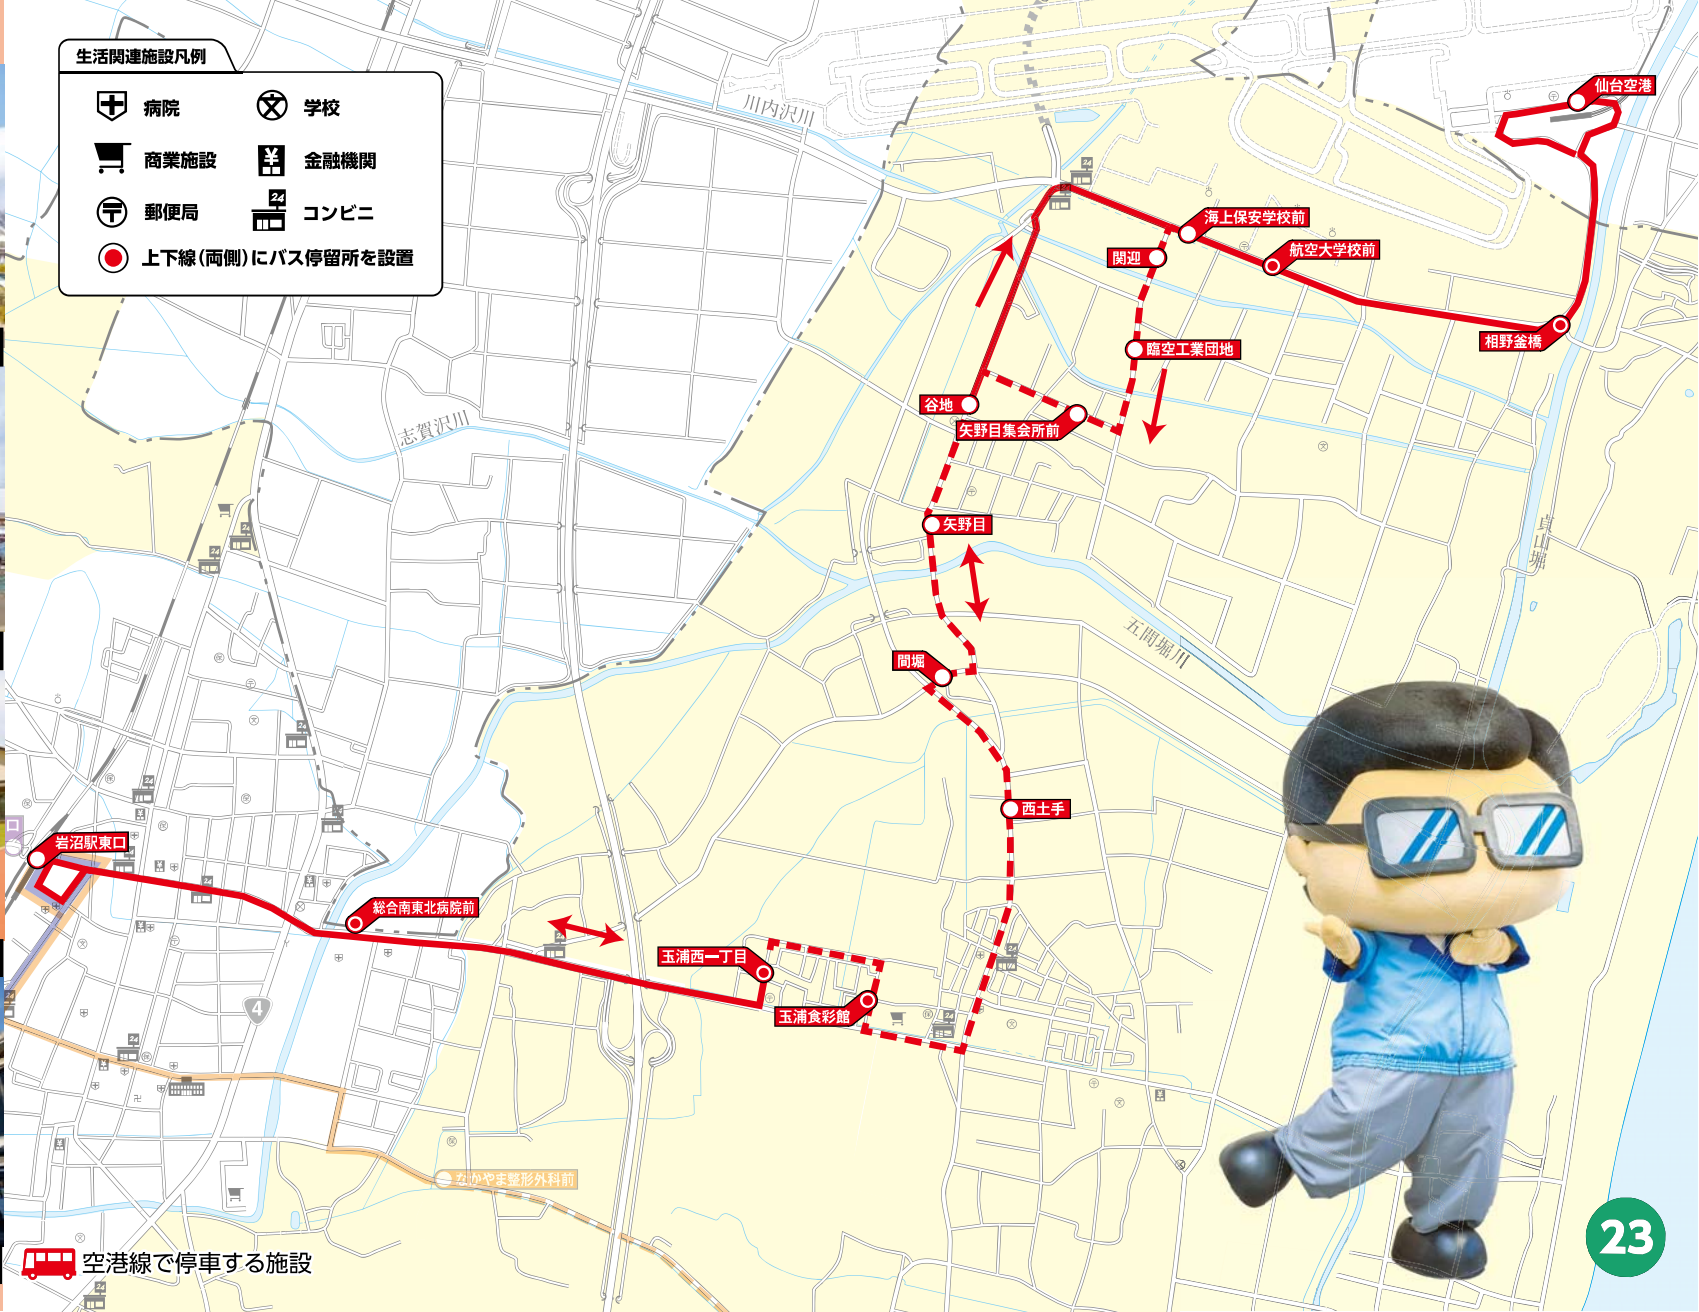 生活関連施設凡例
病院
学校
商業施設
金融機関
郵便局
24
コンビニ
上下線(両側)にバス停留所を設置
仙台空港
川内沢川
海上保安学校前
航空大学校前
関迎
相野釜橋
臨空工業団地
谷地
矢野目集会所前
志賀沢川
矢野目
貞山堀
五間堀川
間堀
西土手
岩沼駅東口
総合南東北病院前
玉浦西一丁目
玉浦食彩館
4
なかやま整形外科前
空港線で停車する施設
23